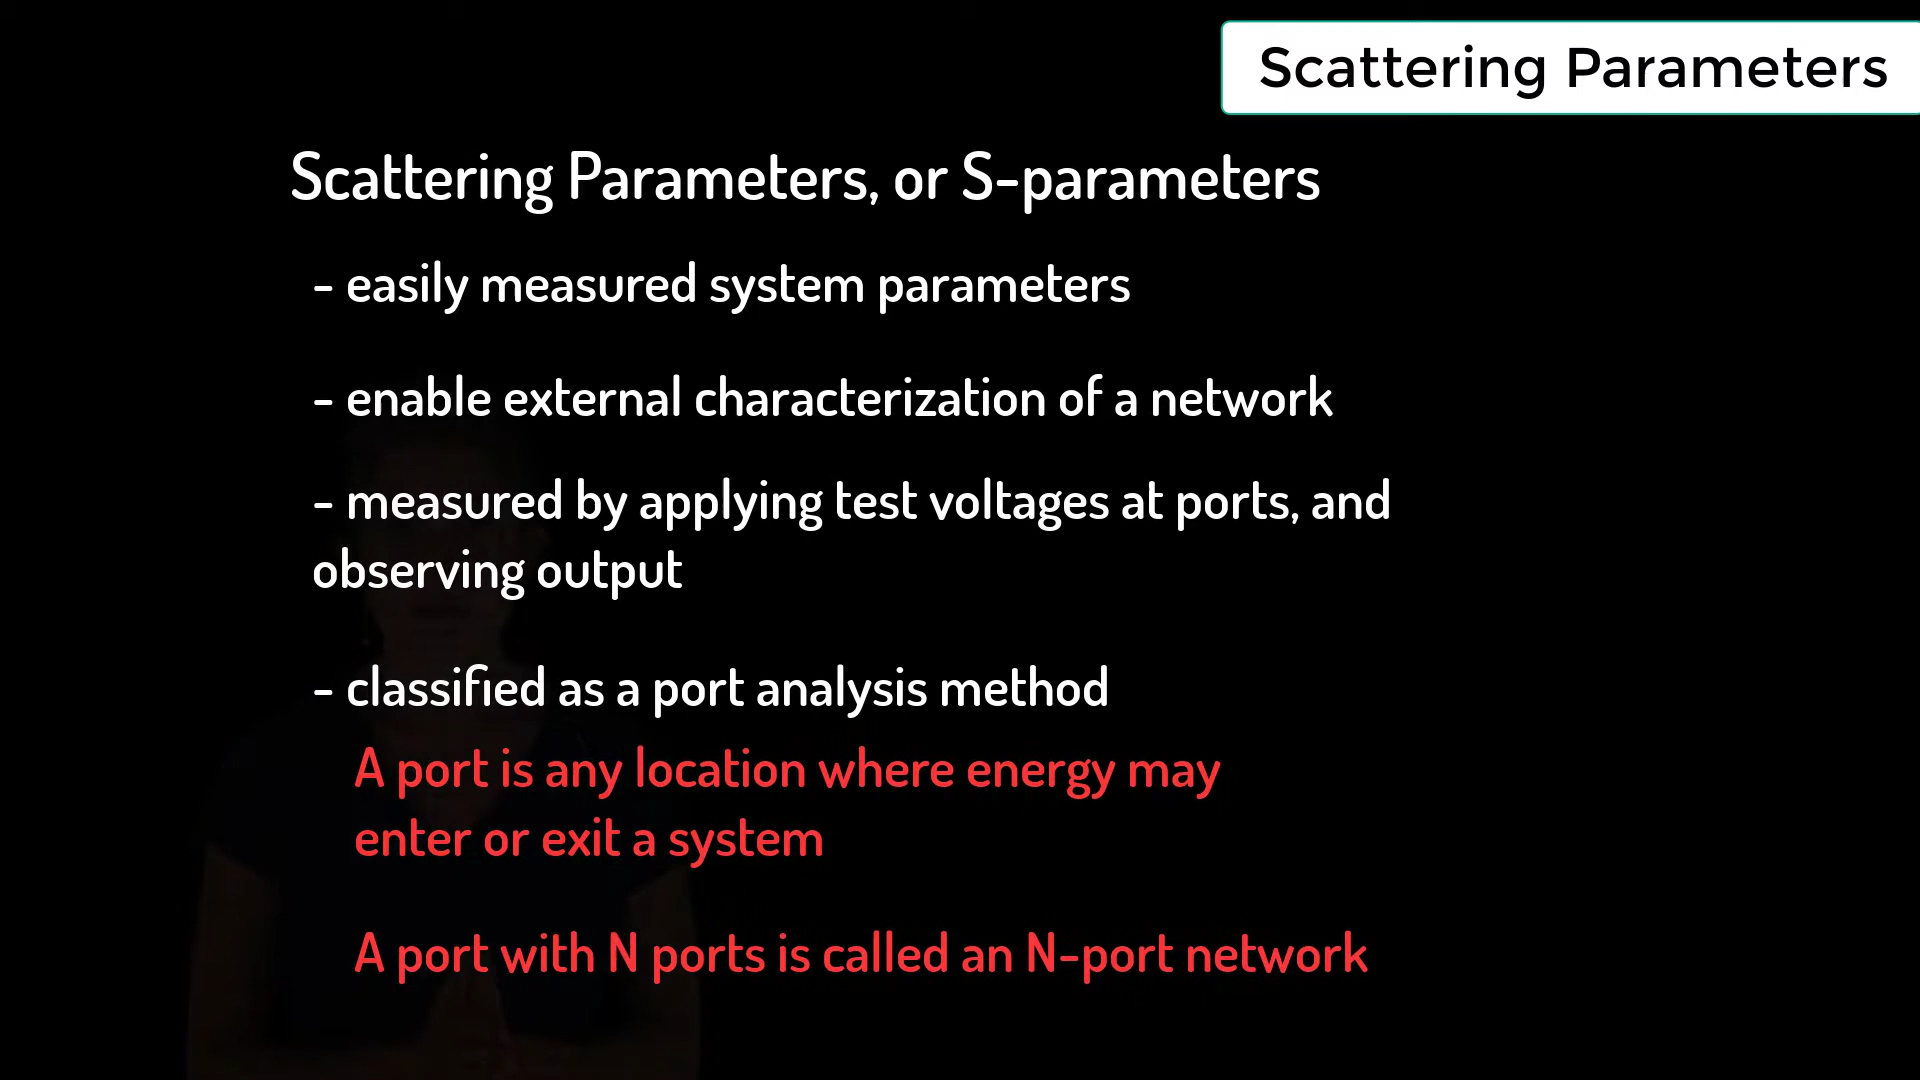 Scattering Parameters
Scattering Parameters, or S-parameters
- easily measured system parameters
- enable external characterization of a network
- measured by applying test voltages at ports, and
observing output
- classified as a port analysis method
A port is any location where energy may
enter or exit a system
A port with N ports is called an N-port network